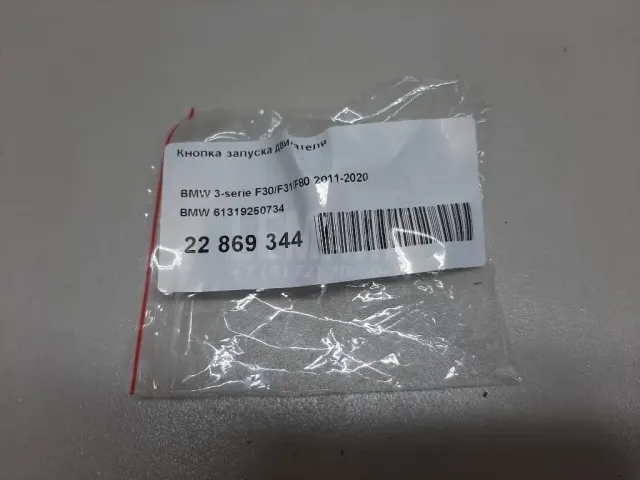 Кнопка запуска двигателя
BMW 3-serie F30/F31/F80 2011-2020
BMW 61319250734
22 869 344